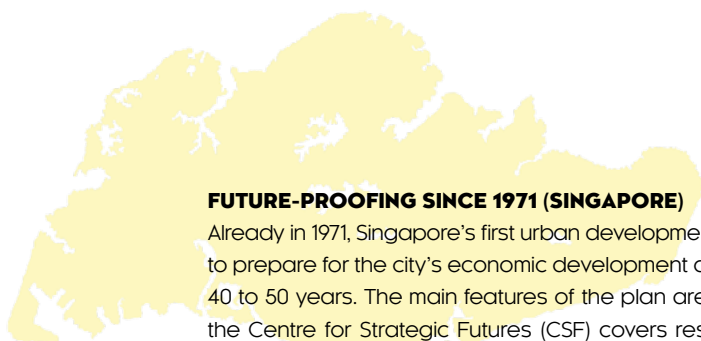 FUTURE-PROOFING SINCE 1971 (SINGAPORE)
Already in 1971, Singapore's first urban developme
to prepare for the city's economic development
40 to 50 years. The main features of the plan are
the Centre for Strategic Futures (CSF) covers res